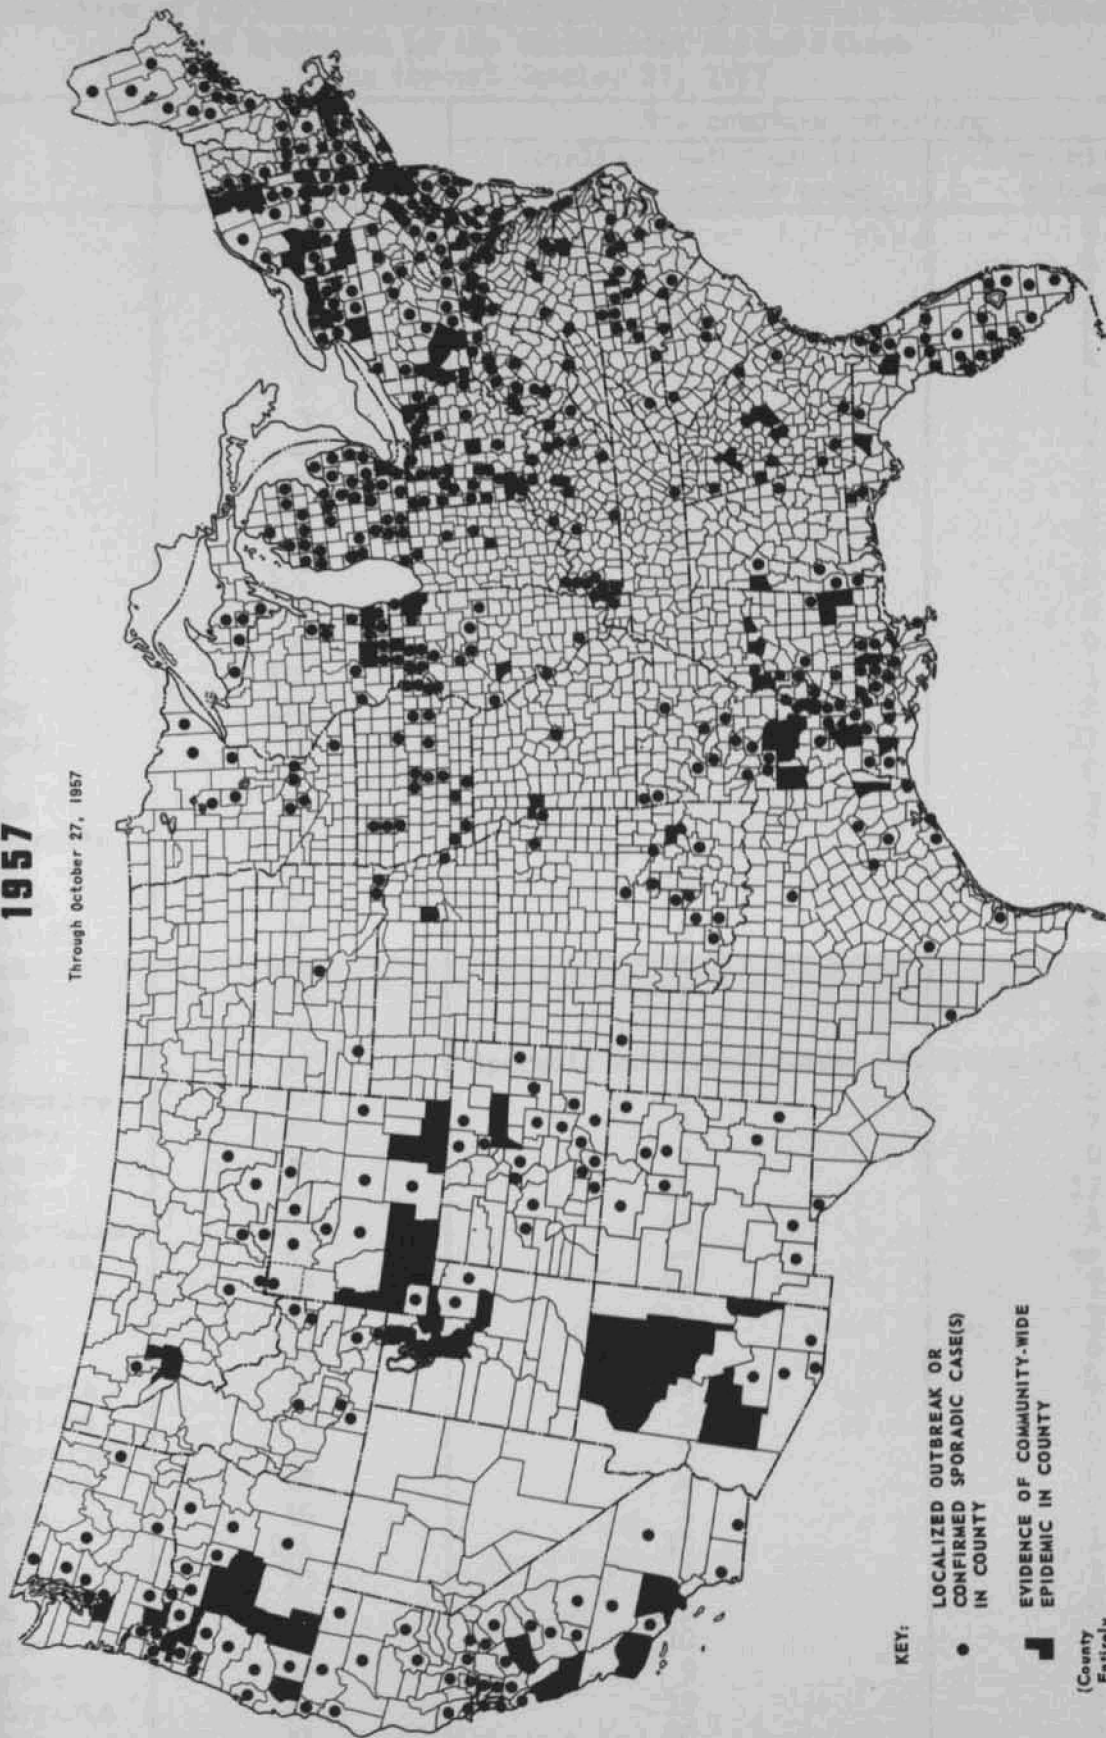 1957
Through October 27, 1957
KEY:
LOCALIZED OUTBREAK OR
CONFIRMED SPORADIC CASE(S)
IN COUNTY
EVIDENCE OF COMMUNITY-WIDE
EPIDEMIC IN COUNTY
(County
Entirely